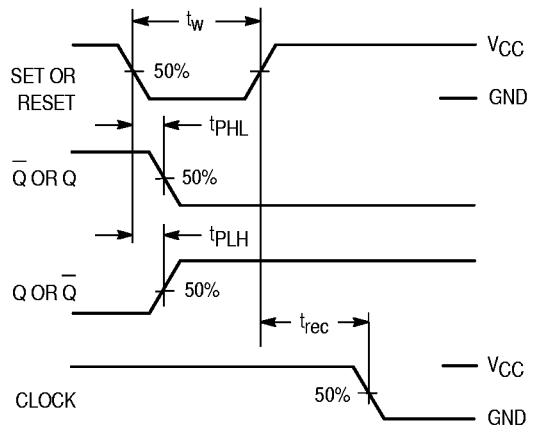 tw
VCC
SET OR
RESET
50%
GND
tPHL
Q̅ OR Q
50%
tPLH
Q OR Q̅
50%
trec
VCC
CLOCK
50%
GND